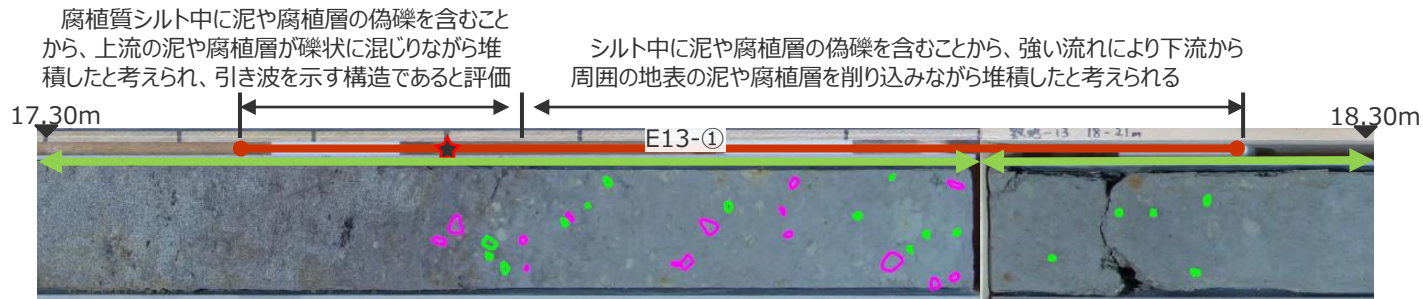 腐植質シルト中に泥や腐植層の偽礫を含むこと
から、上流の泥や腐植層が礫状に混じりながら堆
積したと考えられ、引き波を示す構造であると評価
シルト中に泥や腐植層の偽礫を含むことから、強い流れにより下流から
周囲の地表の泥や腐植層を削り込みながら堆積したと考えられる
17.30m
18.30m
E13-①
-13 18-21m